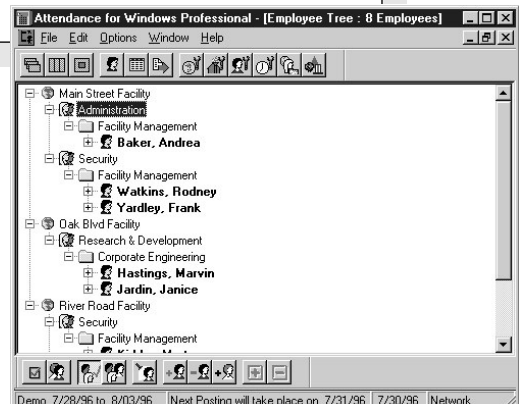 Attendance for Windows Professional - [Employee Tree : 8 Employees]
File Edit Options Window Help
Main Street Facility
Administration
Facility Management
Baker, Andrea
Security
Facility Management
Watkins, Rodney
Yardley, Frank
Oak Blvd Facility
Research & Development
Corporate Engineering
Hastings, Marvin
Jardin, Janice
River Road Facility
Security
Facility Management
Demo 7/28/96 to 8/03/96 Next Posting will take place on 7/31/96 7/30/96 Network